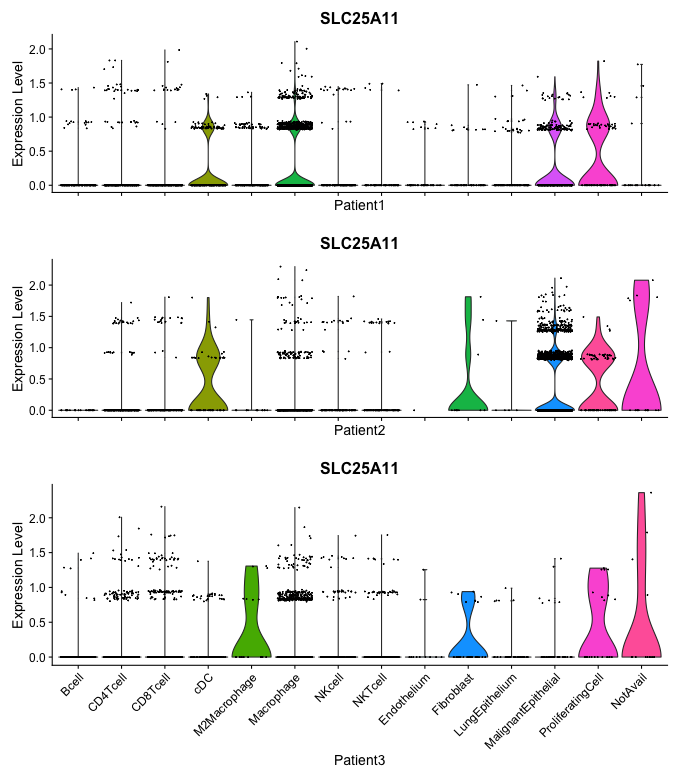 SLC25A11
Expression Level
2.0
1.5
1.0
0.5
0.0
Patient1
SLC25A11
Expression Level
2.0
1.5
1.0
0.5
0.0
Patient2
SLC25A11
Expression Level
2.0
1.5
1.0
0.5
0.0
Bcell
CD4Tcell
CD8Tcell
cDC
M2Macrophage
Macrophage
NKcell
NKTcell
Endothelium
Fibroblast
LungEpithelium
MalignantEpithelial
ProliferatingCell
NotAvail
Patient3